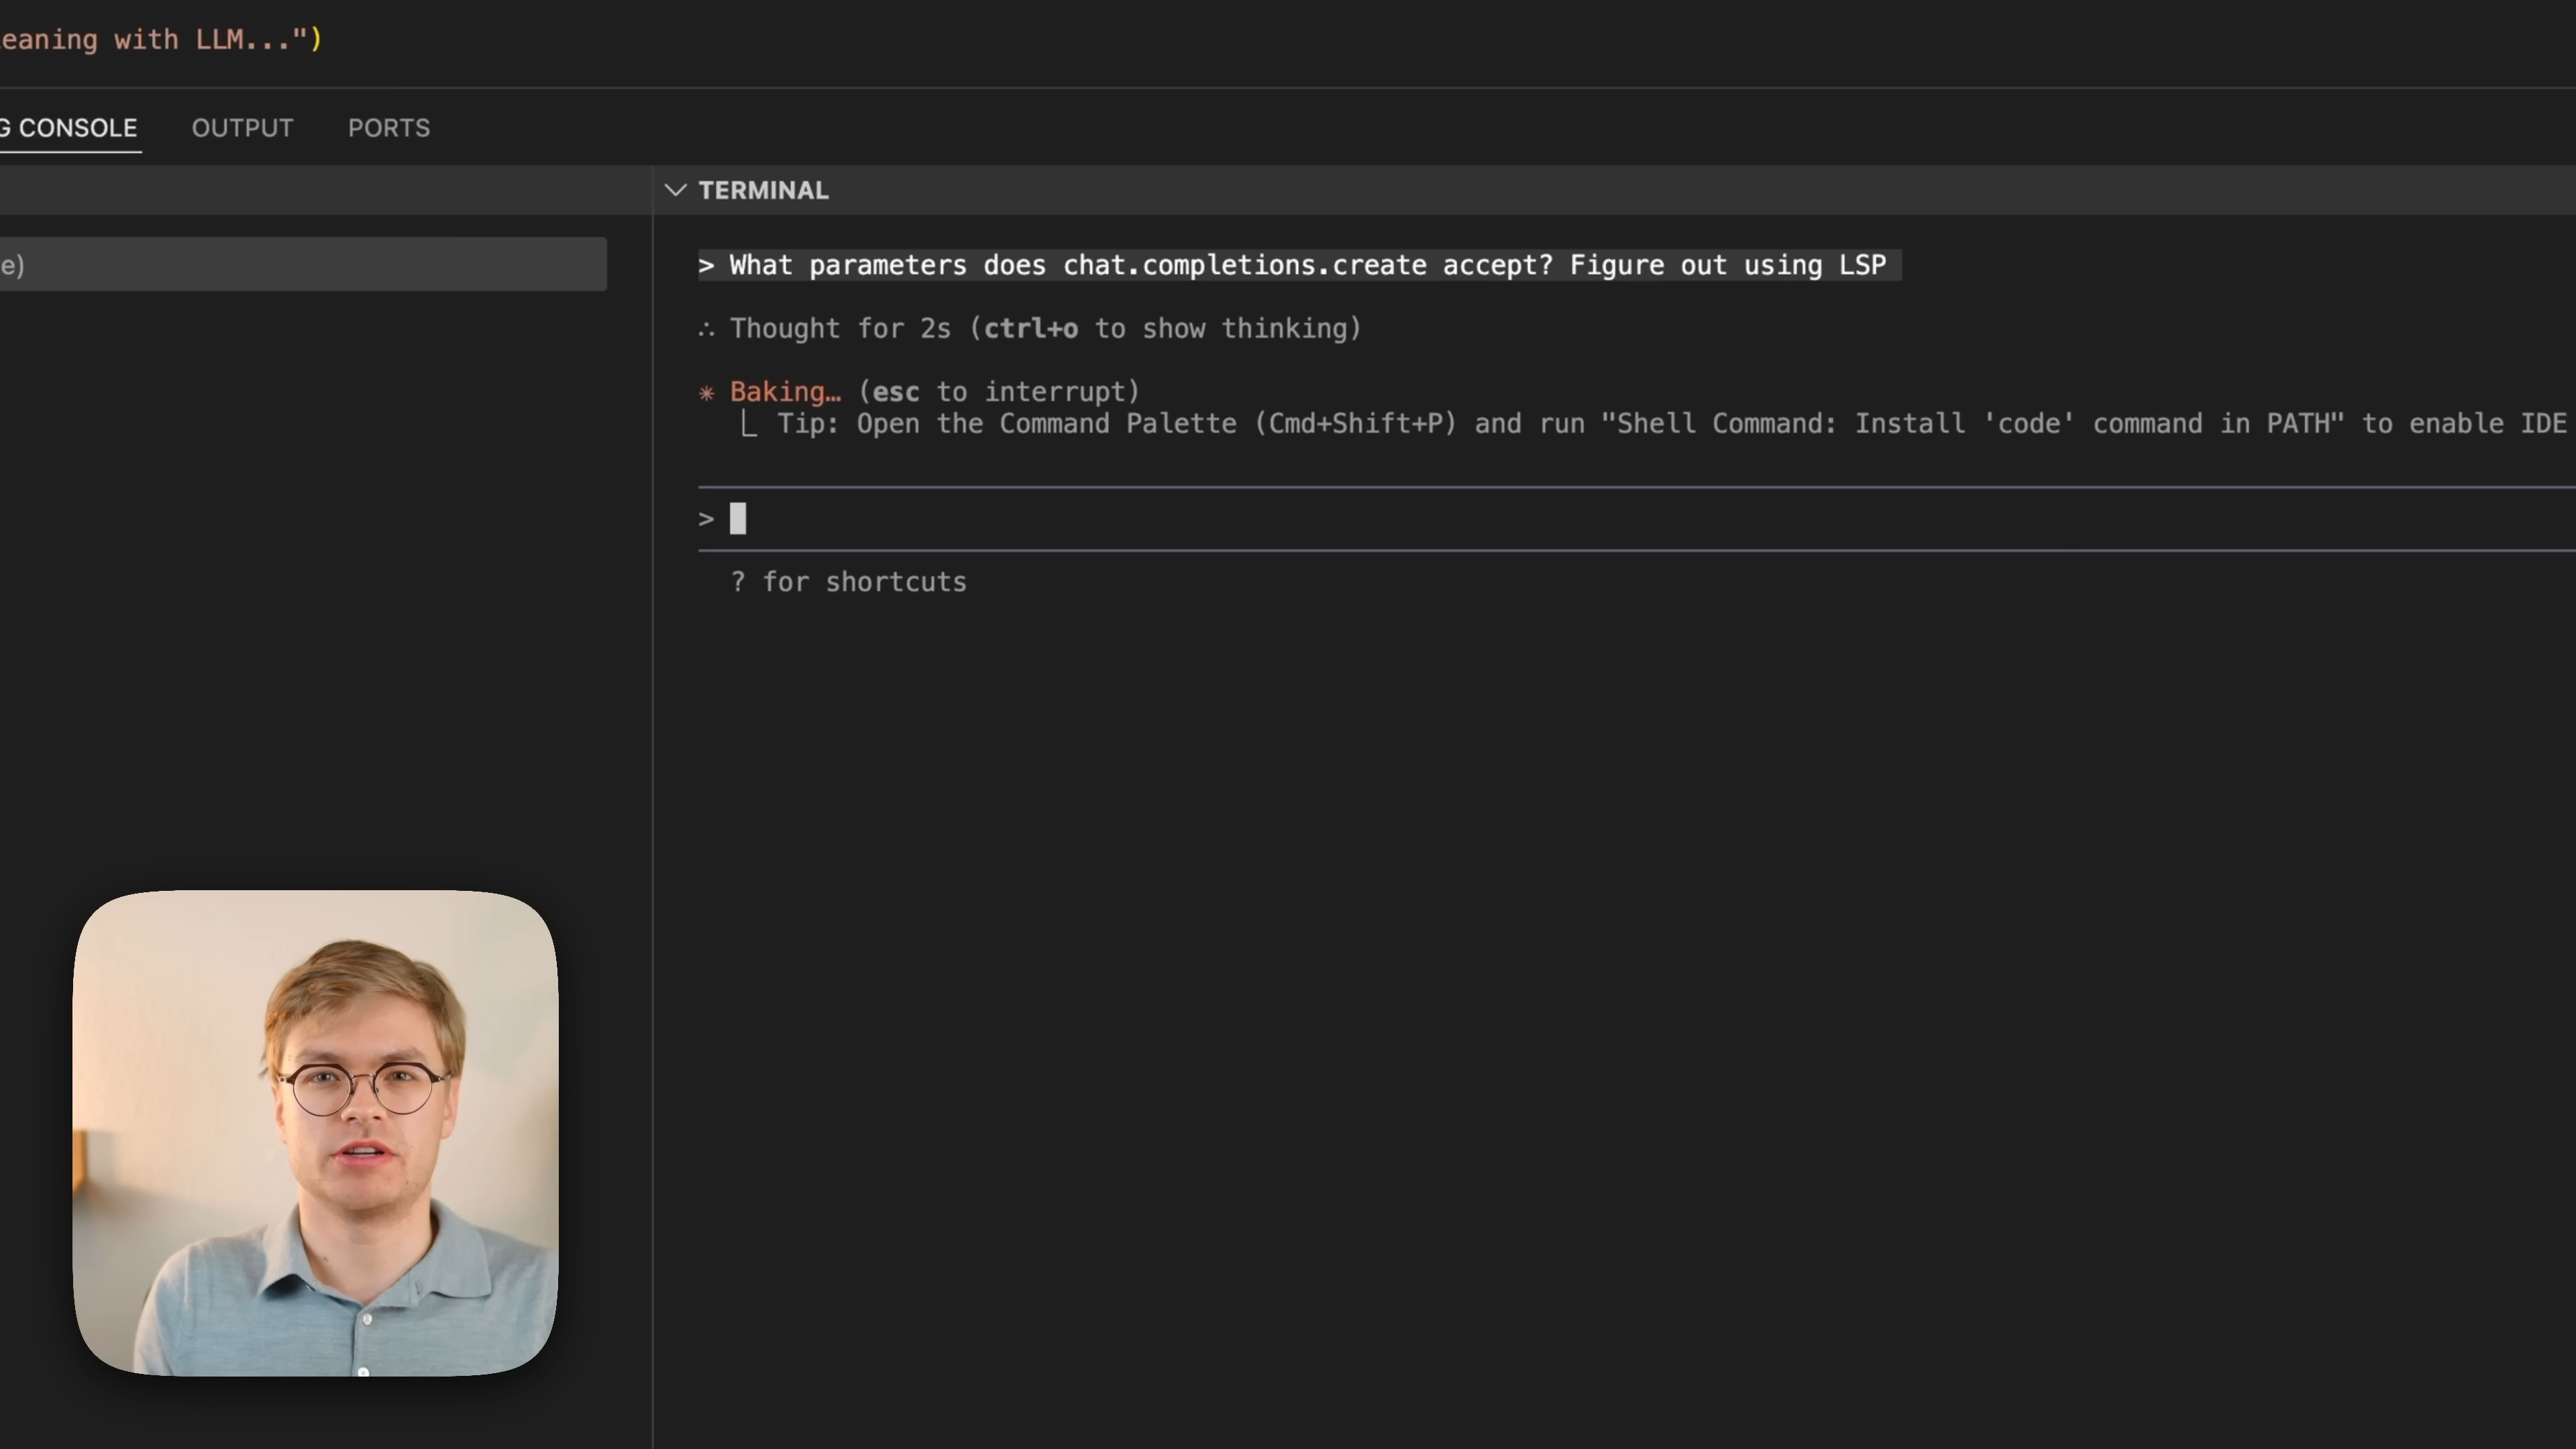 eaning with LLM...")
G CONSOLE OUTPUT PORTS
e)
TERMINAL
> What parameters does chat.completions.create accept? Figure out using LSP
∴ Thought for 2s (ctrl+o to show thinking)
✳ Baking… (esc to interrupt)
⎿ Tip: Open the Command Palette (Cmd+Shift+P) and run "Shell Command: Install 'code' command in PATH" to enable IDE
>
? for shortcuts